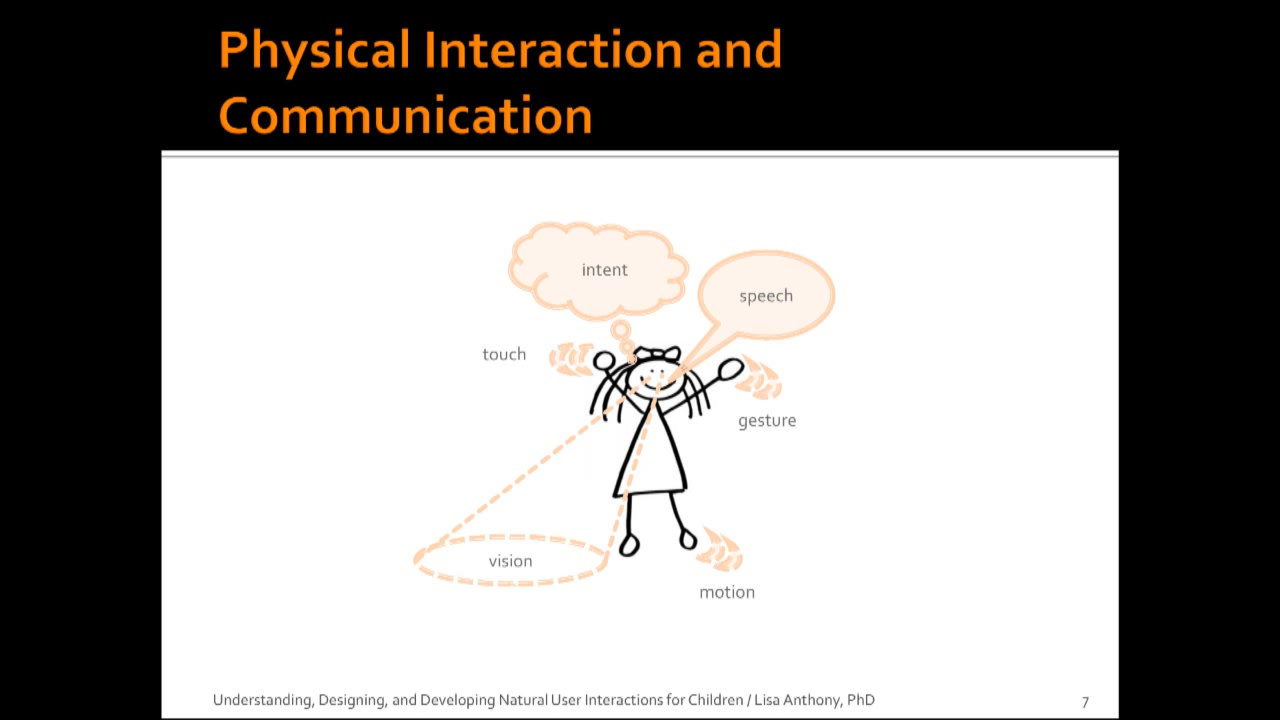 Physical Interaction and
Communication
intent
speech
touch
gesture
vision
motion
Understanding, Designing, and Developing Natural User Interactions for Children / Lisa Anthony, PhD
7